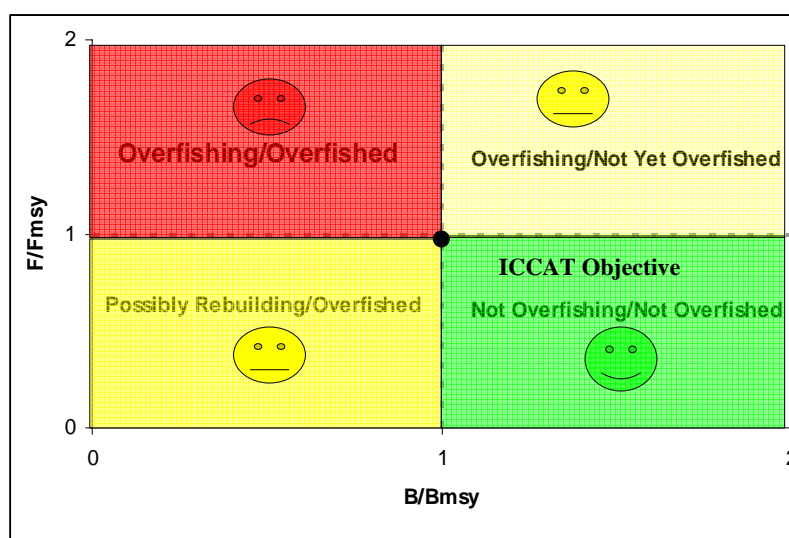 2
Overfishing/Overfished
Overfishing/Not Yet Overfished
F/Fmsy
1
ICCAT Objective
Possibly Rebuilding/Overfished
Not Overfishing/Not Overfished
0
0
1
2
B/Bmsy